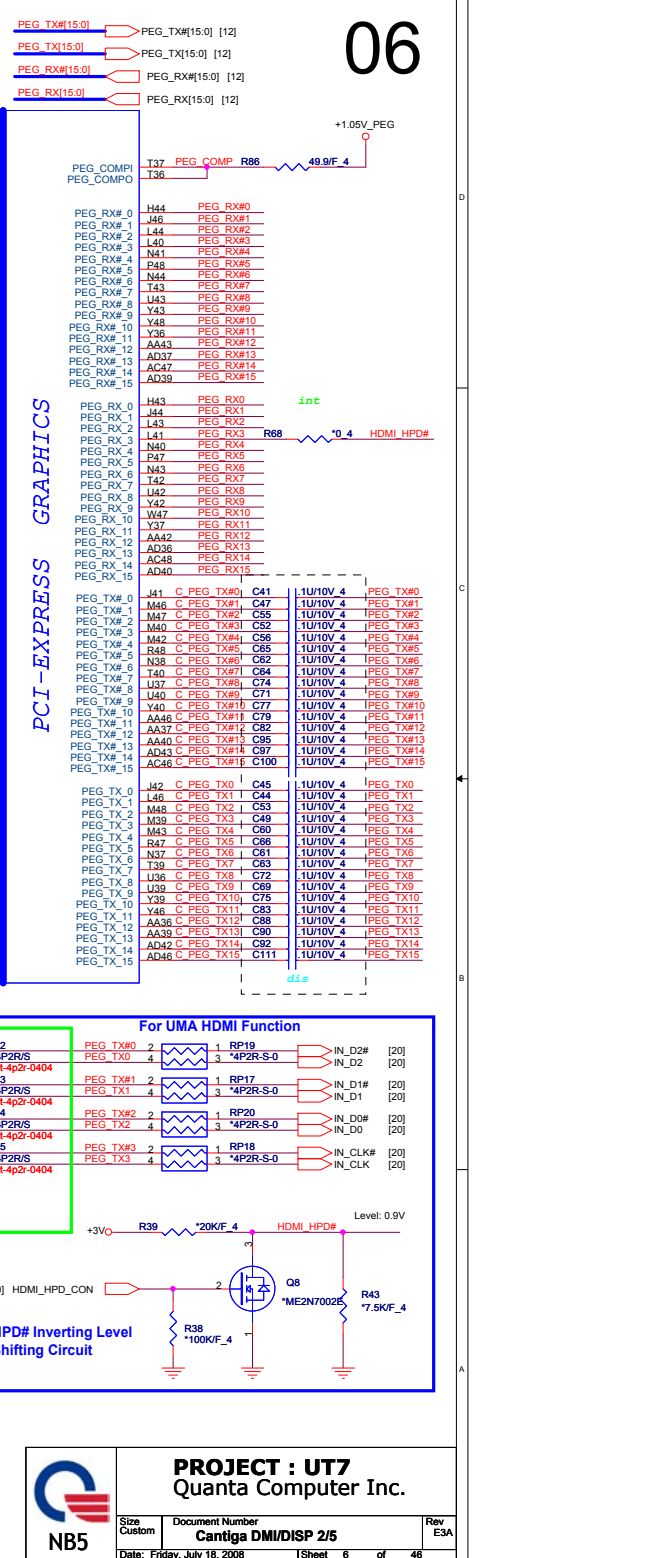 06
PEG_TX#[15:0] PEG_TX#[15:0] [12]
PEG_TX[15:0] PEG_TX[15:0] [12]
PEG_RX#[15:0] PEG_RX#[15:0] [12]
PEG_RX[15:0] PEG_RX[15:0] [12]
+1.05V_PEG
PEG_COMPI T37 PEG_COMP R86 49.9/F_4
PEG_COMPO T36
D
PEG_RX#_0 H44 PEG_RX#0
PEG_RX#_1 J46 PEG_RX#1
PEG_RX#_2 L44 PEG_RX#2
PEG_RX#_3 L40 PEG_RX#3
PEG_RX#_4 N41 PEG_RX#4
PEG_RX#_5 P48 PEG_RX#5
PEG_RX#_6 N44 PEG_RX#6
PEG_RX#_7 T43 PEG_RX#7
PEG_RX#_8 U43 PEG_RX#8
PEG_RX#_9 Y43 PEG_RX#9
PEG_RX#_10 Y48 PEG_RX#10
PEG_RX#_11 Y36 PEG_RX#11
PEG_RX#_12 AA43 PEG_RX#12
PEG_RX#_13 AD37 PEG_RX#13
PEG_RX#_14 AC47 PEG_RX#14
PEG_RX#_15 AD39 PEG_RX#15
PCI-EXPRESS GRAPHICS
int
PEG_RX_0 H43 PEG_RX0
PEG_RX_1 J44 PEG_RX1
PEG_RX_2 L43 PEG_RX2
PEG_RX_3 L41 PEG_RX3 R68 *0_4 HDMI_HPD#
PEG_RX_4 N40 PEG_RX4
PEG_RX_5 P47 PEG_RX5
PEG_RX_6 N43 PEG_RX6
PEG_RX_7 T42 PEG_RX7
PEG_RX_8 U42 PEG_RX8
PEG_RX_9 Y42 PEG_RX9
PEG_RX_10 W47 PEG_RX10
PEG_RX_11 Y37 PEG_RX11
PEG_RX_12 AA42 PEG_RX12
PEG_RX_13 AD36 PEG_RX13
PEG_RX_14 AC48 PEG_RX14
PEG_RX_15 AD40 PEG_RX15
C
PEG_TX#_0 J41 C_PEG_TX#0 C41 .1U/10V_4 PEG_TX#0
PEG_TX#_1 M46 C_PEG_TX#1 C47 .1U/10V_4 PEG_TX#1
PEG_TX#_2 M47 C_PEG_TX#2 C55 .1U/10V_4 PEG_TX#2
PEG_TX#_3 M40 C_PEG_TX#3 C52 .1U/10V_4 PEG_TX#3
PEG_TX#_4 M42 C_PEG_TX#4 C56 .1U/10V_4 PEG_TX#4
PEG_TX#_5 R48 C_PEG_TX#5 C65 .1U/10V_4 PEG_TX#5
PEG_TX#_6 N38 C_PEG_TX#6 C62 .1U/10V_4 PEG_TX#6
PEG_TX#_7 T40 C_PEG_TX#7 C64 .1U/10V_4 PEG_TX#7
PEG_TX#_8 U37 C_PEG_TX#8 C74 .1U/10V_4 PEG_TX#8
PEG_TX#_9 U40 C_PEG_TX#9 C71 .1U/10V_4 PEG_TX#9
PEG_TX#_10 Y40 C_PEG_TX#10 C77 .1U/10V_4 PEG_TX#10
PEG_TX#_11 AA46 C_PEG_TX#11 C79 .1U/10V_4 PEG_TX#11
PEG_TX#_12 AA37 C_PEG_TX#12 C82 .1U/10V_4 PEG_TX#12
PEG_TX#_13 AA40 C_PEG_TX#13 C95 .1U/10V_4 PEG_TX#13
PEG_TX#_14 AD43 C_PEG_TX#14 C97 .1U/10V_4 PEG_TX#14
PEG_TX#_15 AC46 C_PEG_TX#15 C100 .1U/10V_4 PEG_TX#15
PEG_TX_0 J42 C_PEG_TX0 C45 .1U/10V_4 PEG_TX0
PEG_TX_1 L46 C_PEG_TX1 C44 .1U/10V_4 PEG_TX1
PEG_TX_2 M48 C_PEG_TX2 C53 .1U/10V_4 PEG_TX2
PEG_TX_3 M39 C_PEG_TX3 C49 .1U/10V_4 PEG_TX3
PEG_TX_4 M43 C_PEG_TX4 C60 .1U/10V_4 PEG_TX4
PEG_TX_5 R47 C_PEG_TX5 C66 .1U/10V_4 PEG_TX5
PEG_TX_6 N37 C_PEG_TX6 C61 .1U/10V_4 PEG_TX6
PEG_TX_7 T39 C_PEG_TX7 C63 .1U/10V_4 PEG_TX7
PEG_TX_8 U36 C_PEG_TX8 C72 .1U/10V_4 PEG_TX8
PEG_TX_9 U39 C_PEG_TX9 C69 .1U/10V_4 PEG_TX9
PEG_TX_10 Y39 C_PEG_TX10 C75 .1U/10V_4 PEG_TX10
PEG_TX_11 Y46 C_PEG_TX11 C83 .1U/10V_4 PEG_TX11
PEG_TX_12 AA36 C_PEG_TX12 C88 .1U/10V_4 PEG_TX12
PEG_TX_13 AA39 C_PEG_TX13 C90 .1U/10V_4 PEG_TX13
PEG_TX_14 AD42 C_PEG_TX14 C92 .1U/10V_4 PEG_TX14
PEG_TX_15 AD46 C_PEG_TX15 C111 .1U/10V_4 PEG_TX15
dis
B
For UMA HDMI Function
2 PEG_TX#0 2 1 RP19 IN_D2# [20]
P2R/S PEG_TX0 4 3 *4P2R-S-0 IN_D2 [20]
t-4p2r-0404
3 PEG_TX#1 2 1 RP17 IN_D1# [20]
P2R/S PEG_TX1 4 3 *4P2R-S-0 IN_D1 [20]
t-4p2r-0404
4 PEG_TX#2 2 1 RP20 IN_D0# [20]
P2R/S PEG_TX2 4 3 *4P2R-S-0 IN_D0 [20]
t-4p2r-0404
5 PEG_TX#3 2 1 RP18 IN_CLK# [20]
P2R/S PEG_TX3 4 3 *4P2R-S-0 IN_CLK [20]
t-4p2r-0404
Level: 0.9V
+3V R39 *20K/F_4 HDMI_HPD#
3
] HDMI_HPD_CON 2 Q8
*ME2N7002E
R43
*7.5K/F_4
1
R38
*100K/F_4
PD# Inverting Level
hifting Circuit
A
PROJECT : UT7
Quanta Computer Inc.
NB5
Size Document Number Rev
Custom Cantiga DMI/DISP 2/5 E3A
Date: Friday, July 18, 2008 Sheet 6 of 46